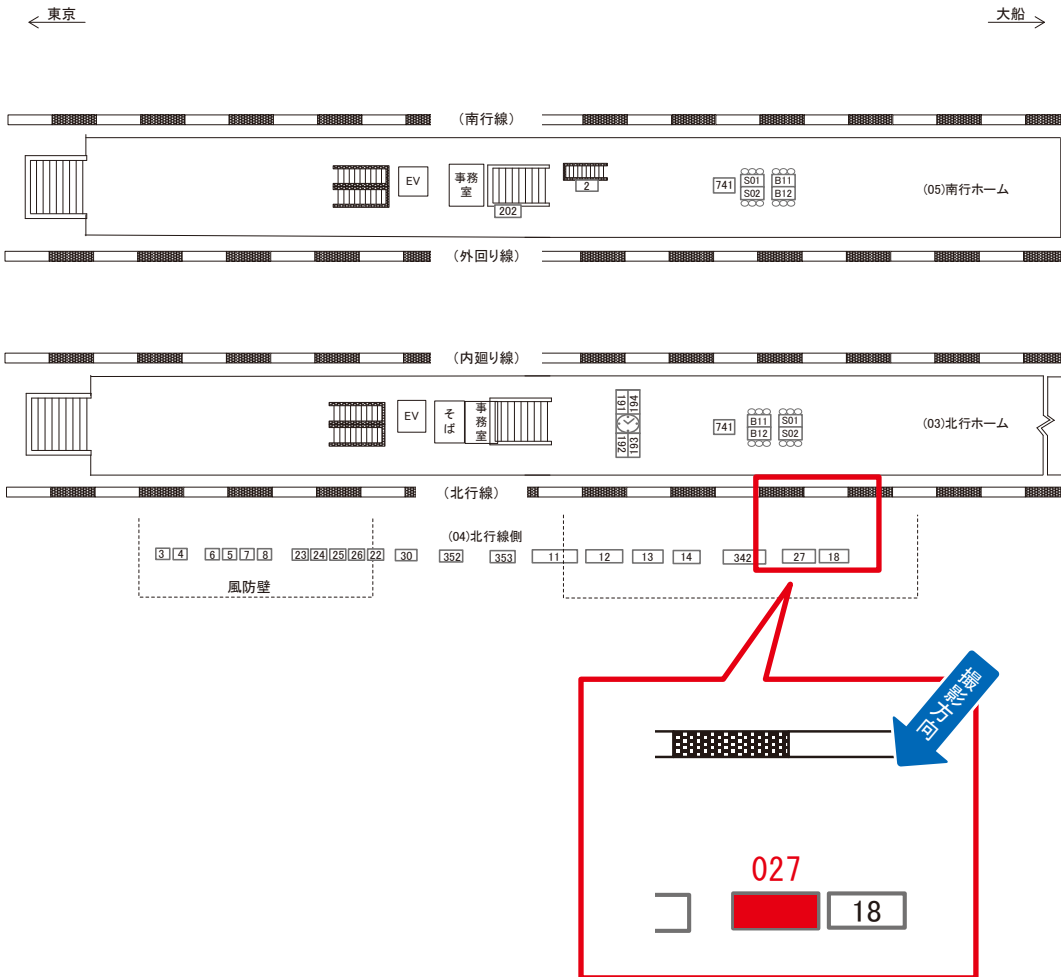 東京
大船
(南行線)
EV
事務室
202
2
741
S01
S02
B11
B12
(05)南行ホーム
(外回り線)
(内廻り線)
EV
そば
事務室
191
194
192
193
741
B11
B12
S01
S02
(03)北行ホーム
(北行線)
(04)北行線側
3
4
6
5
7
8
23
24
25
26
22
30
352
353
11
12
13
14
342
27
18
風防壁
撮影方向
027
18